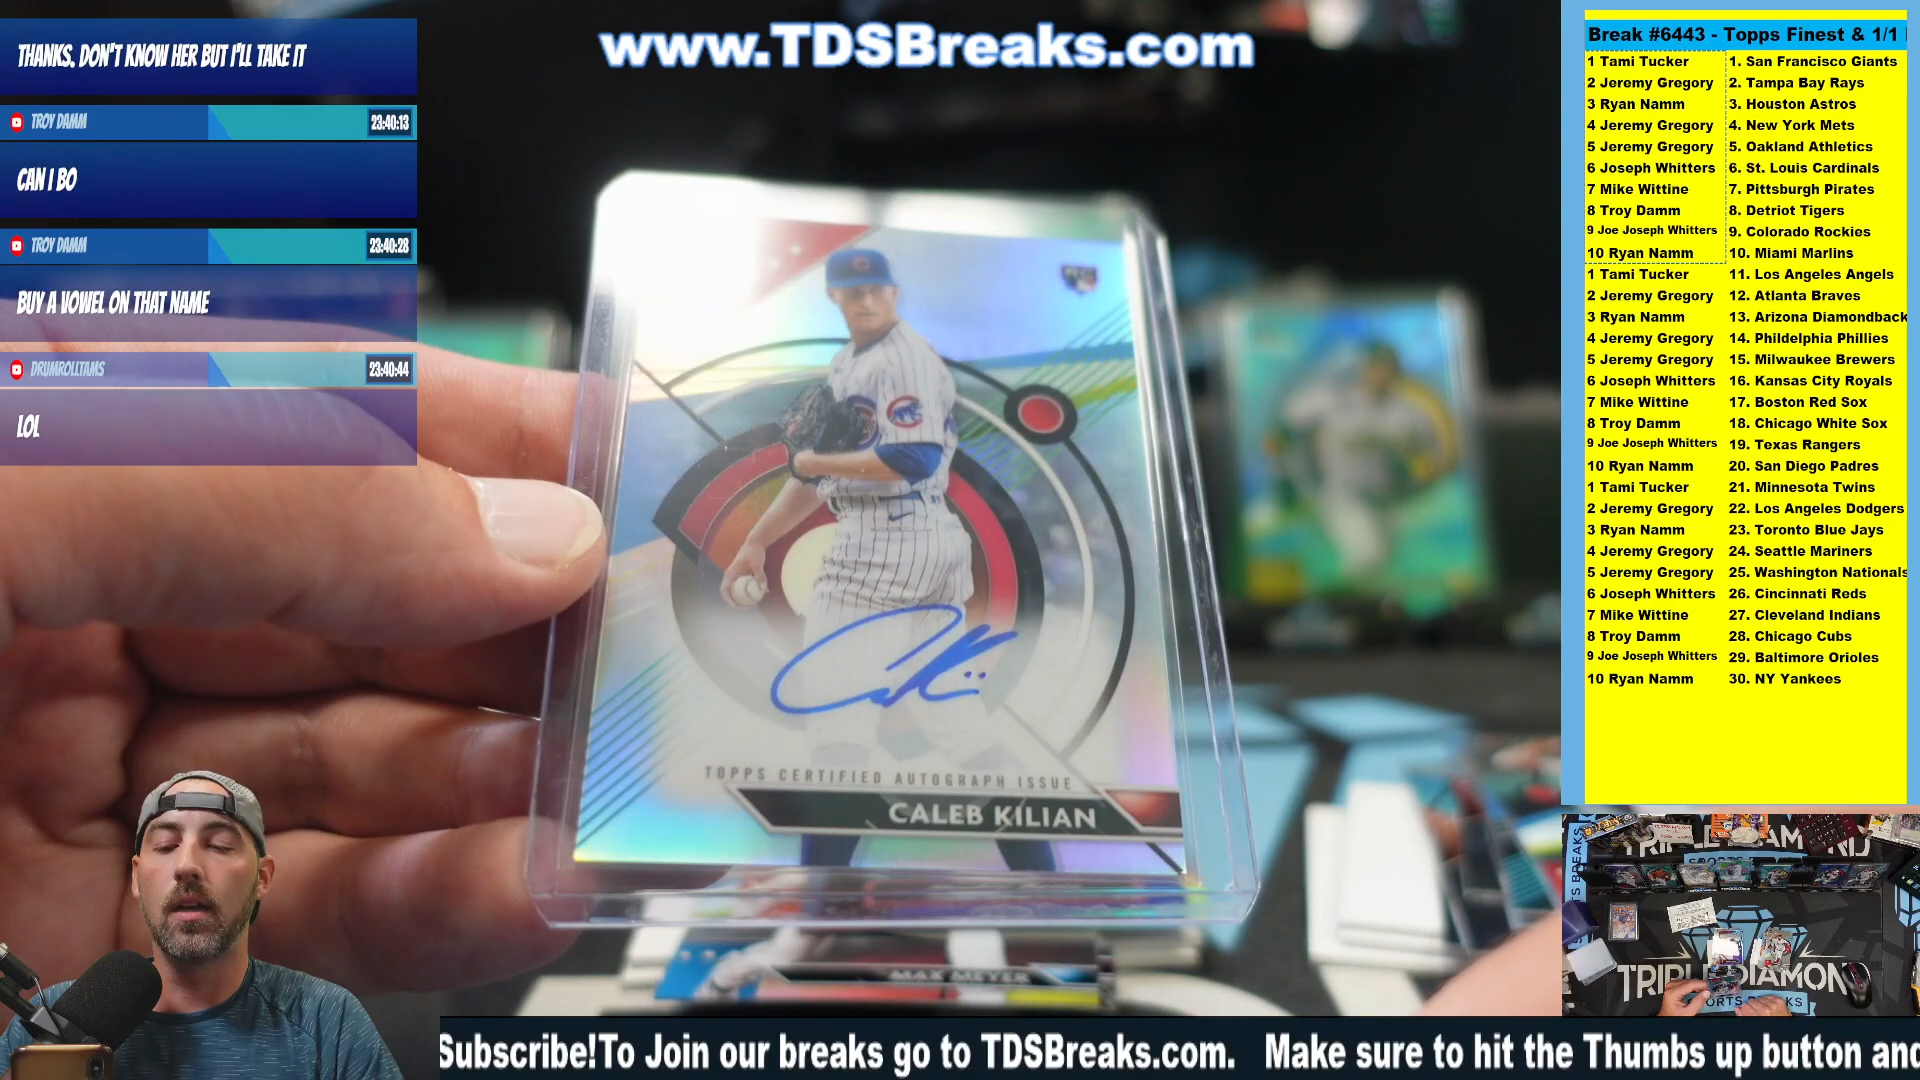 www.TDSBreaks.com
THANKS. DON'T KNOW HER BUT I'LL TAKE IT
TROY DAMM 23:40:13
CAN I BO
TROY DAMM 23:40:28
BUY A VOWEL ON THAT NAME
DRUMROLLTAMS 23:40:44
LOL
RC
TOPPS CERTIFIED AUTOGRAPH ISSUE
CALEB KILIAN
MAX MEYER
Break #6443 - Topps Finest & 1/1
1 Tami Tucker 1. San Francisco Giants
2 Jeremy Gregory 2. Tampa Bay Rays
3 Ryan Namm 3. Houston Astros
4 Jeremy Gregory 4. New York Mets
5 Jeremy Gregory 5. Oakland Athletics
6 Joseph Whitters 6. St. Louis Cardinals
7 Mike Wittine 7. Pittsburgh Pirates
8 Troy Damm 8. Detriot Tigers
9 Joe Joseph Whitters 9. Colorado Rockies
10 Ryan Namm 10. Miami Marlins
1 Tami Tucker 11. Los Angeles Angels
2 Jeremy Gregory 12. Atlanta Braves
3 Ryan Namm 13. Arizona Diamondback
4 Jeremy Gregory 14. Phildelphia Phillies
5 Jeremy Gregory 15. Milwaukee Brewers
6 Joseph Whitters 16. Kansas City Royals
7 Mike Wittine 17. Boston Red Sox
8 Troy Damm 18. Chicago White Sox
9 Joe Joseph Whitters 19. Texas Rangers
10 Ryan Namm 20. San Diego Padres
1 Tami Tucker 21. Minnesota Twins
2 Jeremy Gregory 22. Los Angeles Dodgers
3 Ryan Namm 23. Toronto Blue Jays
4 Jeremy Gregory 24. Seattle Mariners
5 Jeremy Gregory 25. Washington Nationals
6 Joseph Whitters 26. Cincinnati Reds
7 Mike Wittine 27. Cleveland Indians
8 Troy Damm 28. Chicago Cubs
9 Joe Joseph Whitters 29. Baltimore Orioles
10 Ryan Namm 30. NY Yankees
TRIPLE DIAMOND
SPORTS BREAKS
TRIPLE DIAMOND
SPORTS BREAKS
Subscribe!To Join our breaks go to TDSBreaks.com. Make sure to hit the Thumbs up button and